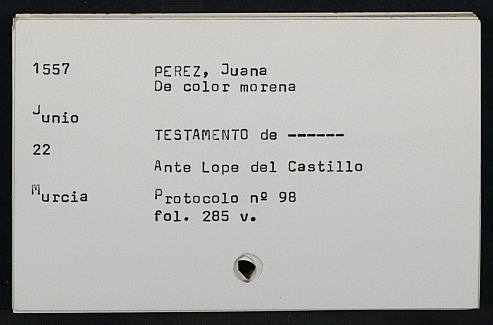 1557
PEREZ, Juana
De color morena
Junio
TESTAMENTO de ------
22
Ante Lope del Castillo
Murcia
Protocolo nº 98
fol. 285 v.